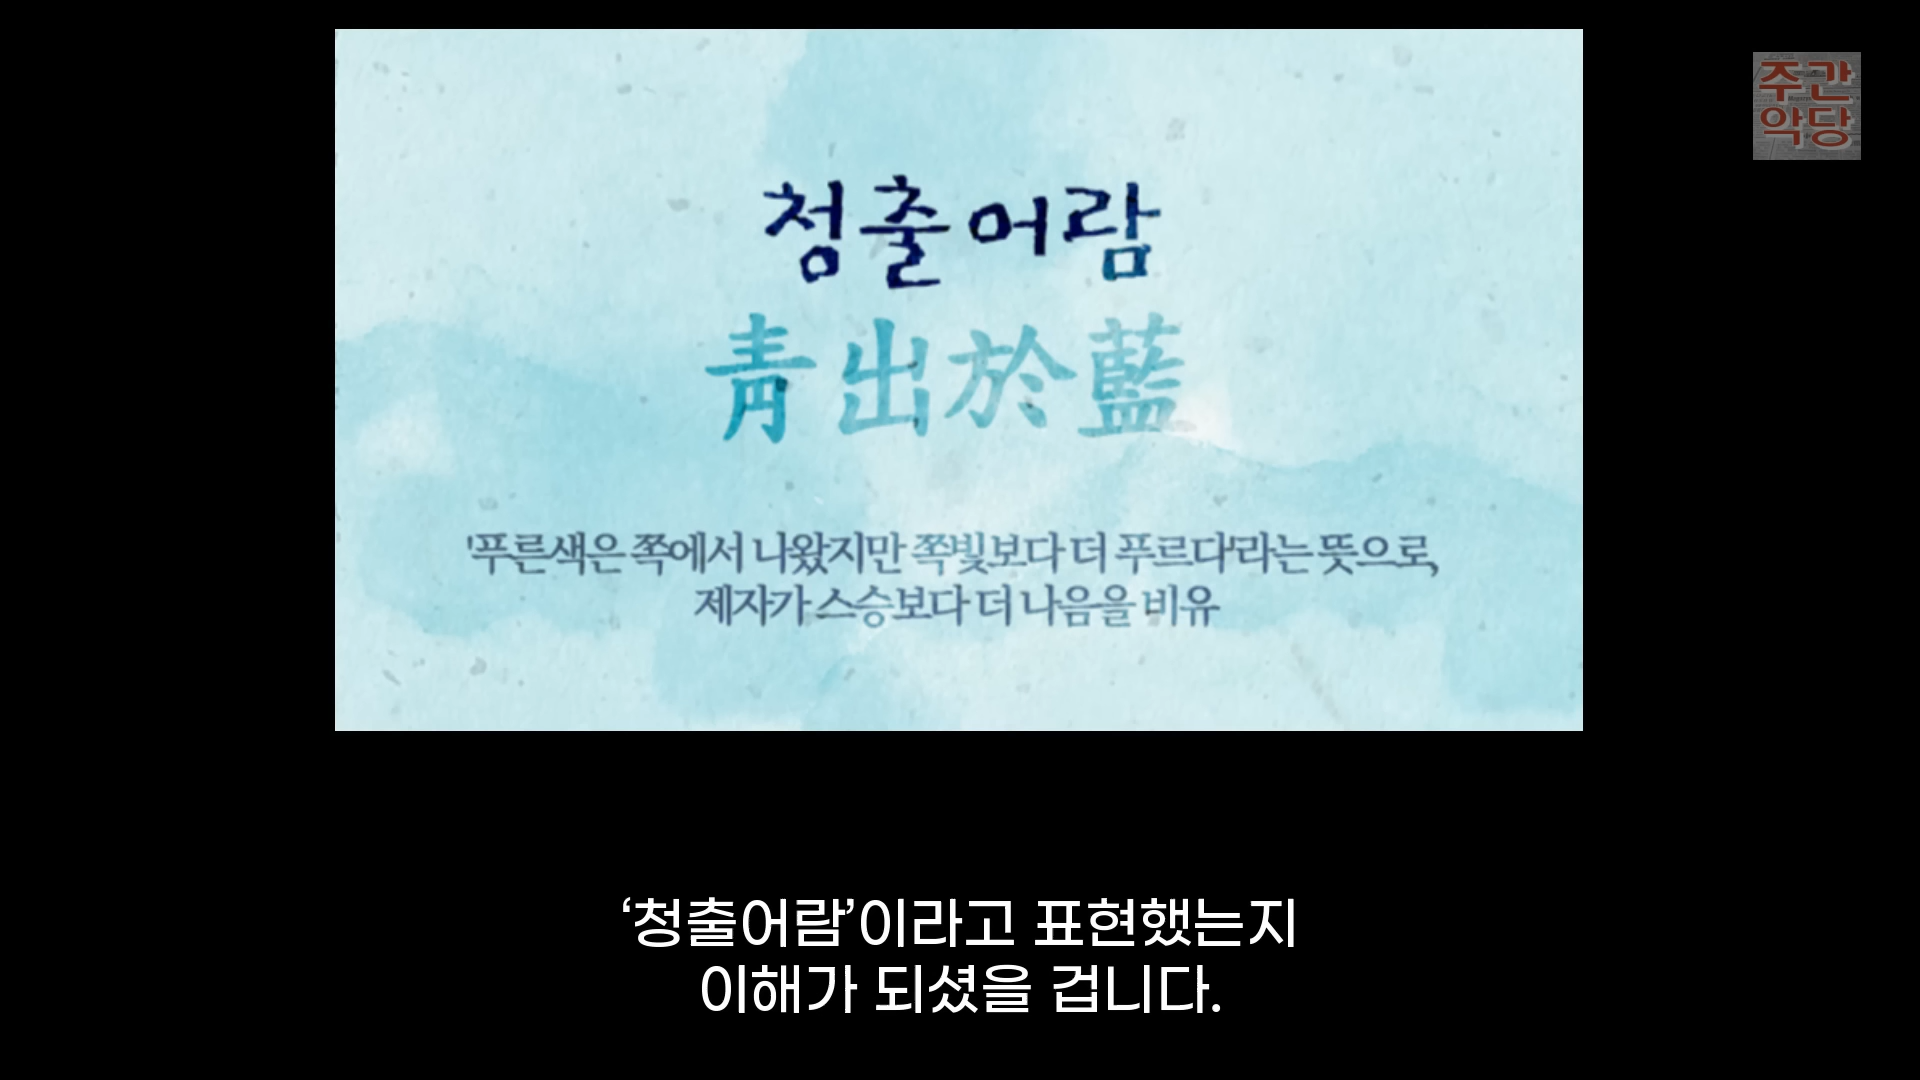 주간
악당
청출어람
靑出於藍
'푸른색은 쪽에서 나왔지만 쪽빛보다 더 푸르다'라는 뜻으로,
제자가 스승보다 더 나음을 비유
‘청출어람’이라고 표현했는지
이해가 되셨을 겁니다.